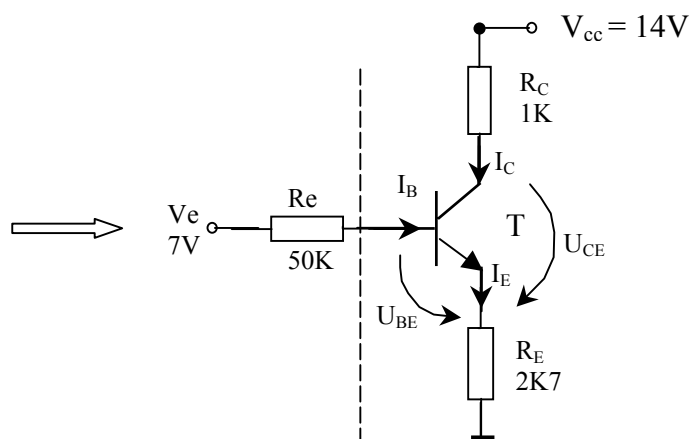 V_cc = 14V
R_C
1K
I_C
I_B
Re
Ve
7V
50K
T
U_CE
I_E
U_BE
R_E
2K7